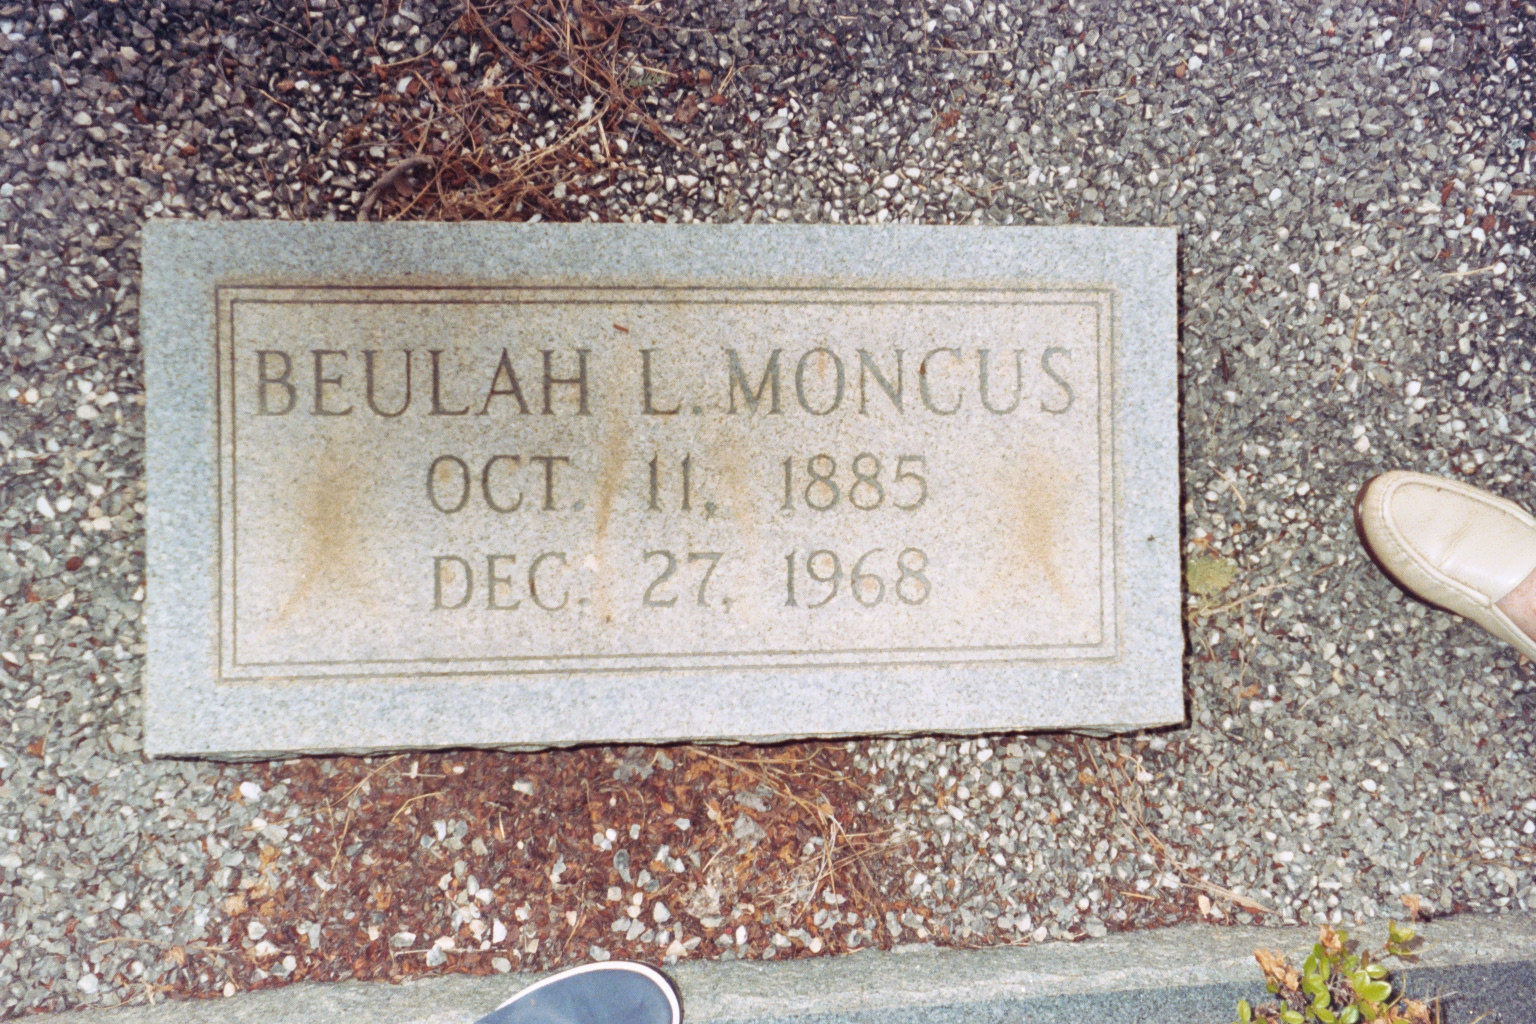 BEULAH L. MONCUS
OCT. 11, 1885
DEC. 27, 1968